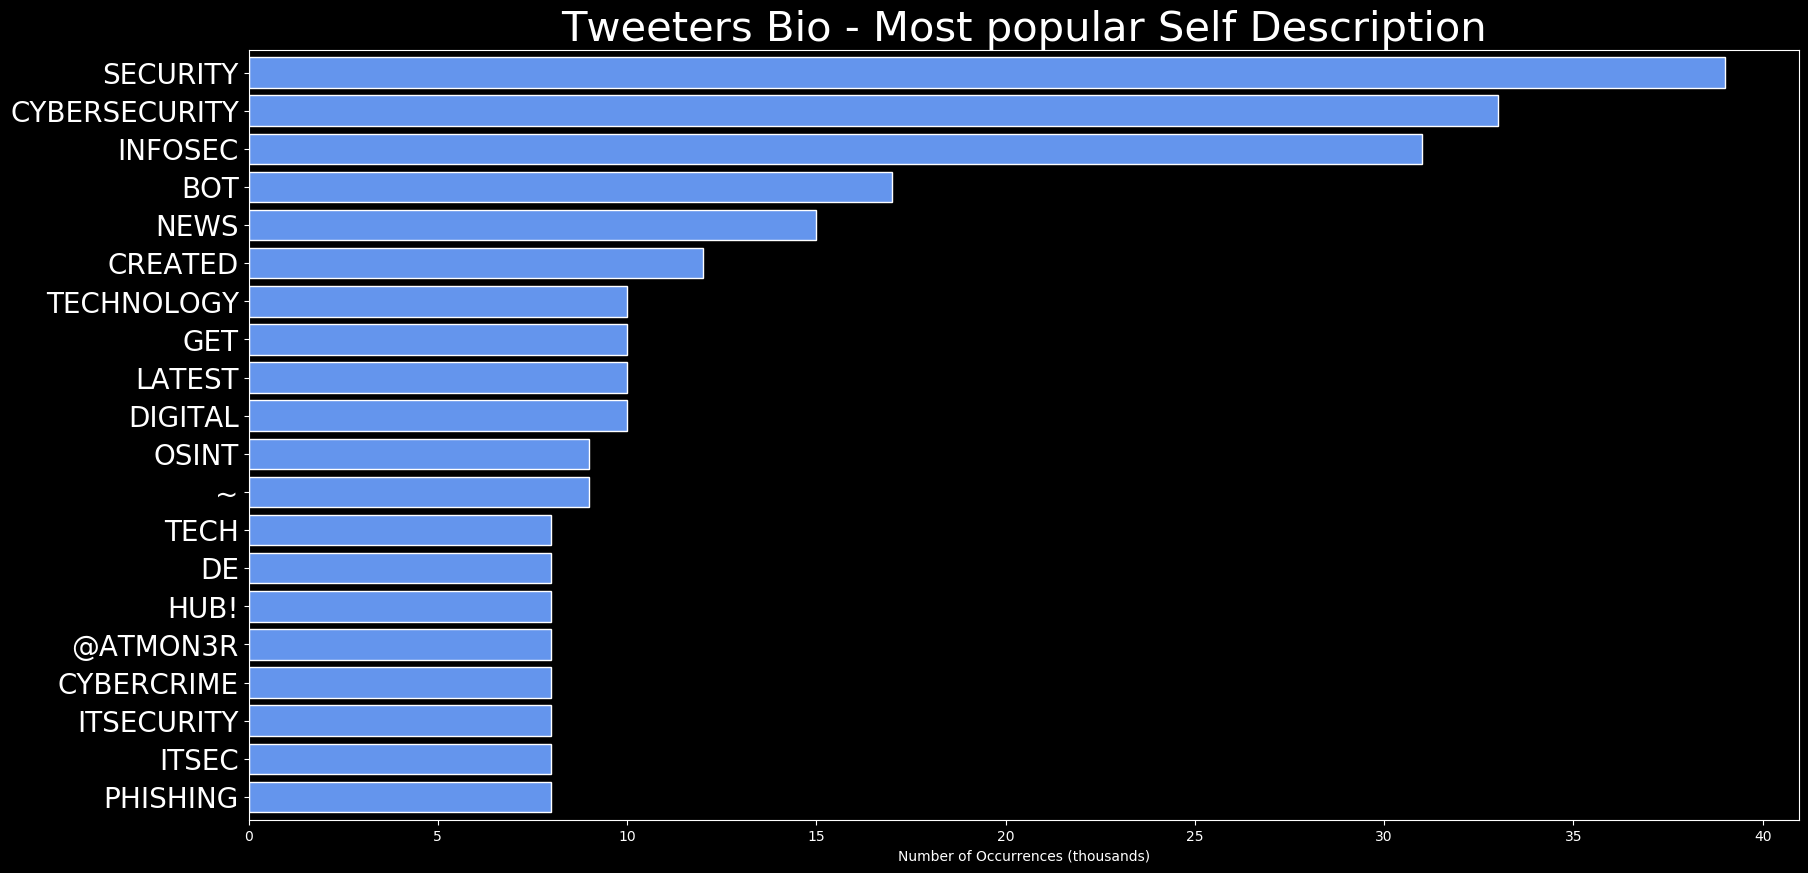 Tweeters Bio - Most popular Self Description
SECURITY
CYBERSECURITY
INFOSEC
BOT
NEWS
CREATED
TECHNOLOGY
GET
LATEST
DIGITAL
OSINT
~
TECH
DE
HUB!
@ATMON3R
CYBERCRIME
ITSECURITY
ITSEC
PHISHING
0 5 10 15 20 25 30 35 40
Number of Occurrences (thousands)